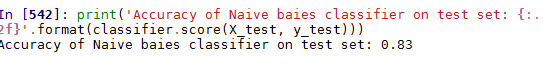 In [542]: print('Accuracy of Naive baies classifier on test set: {:.
2f}'.format(classifier.score(X_test, y_test)))
Accuracy of Naive baies classifier on test set: 0.83